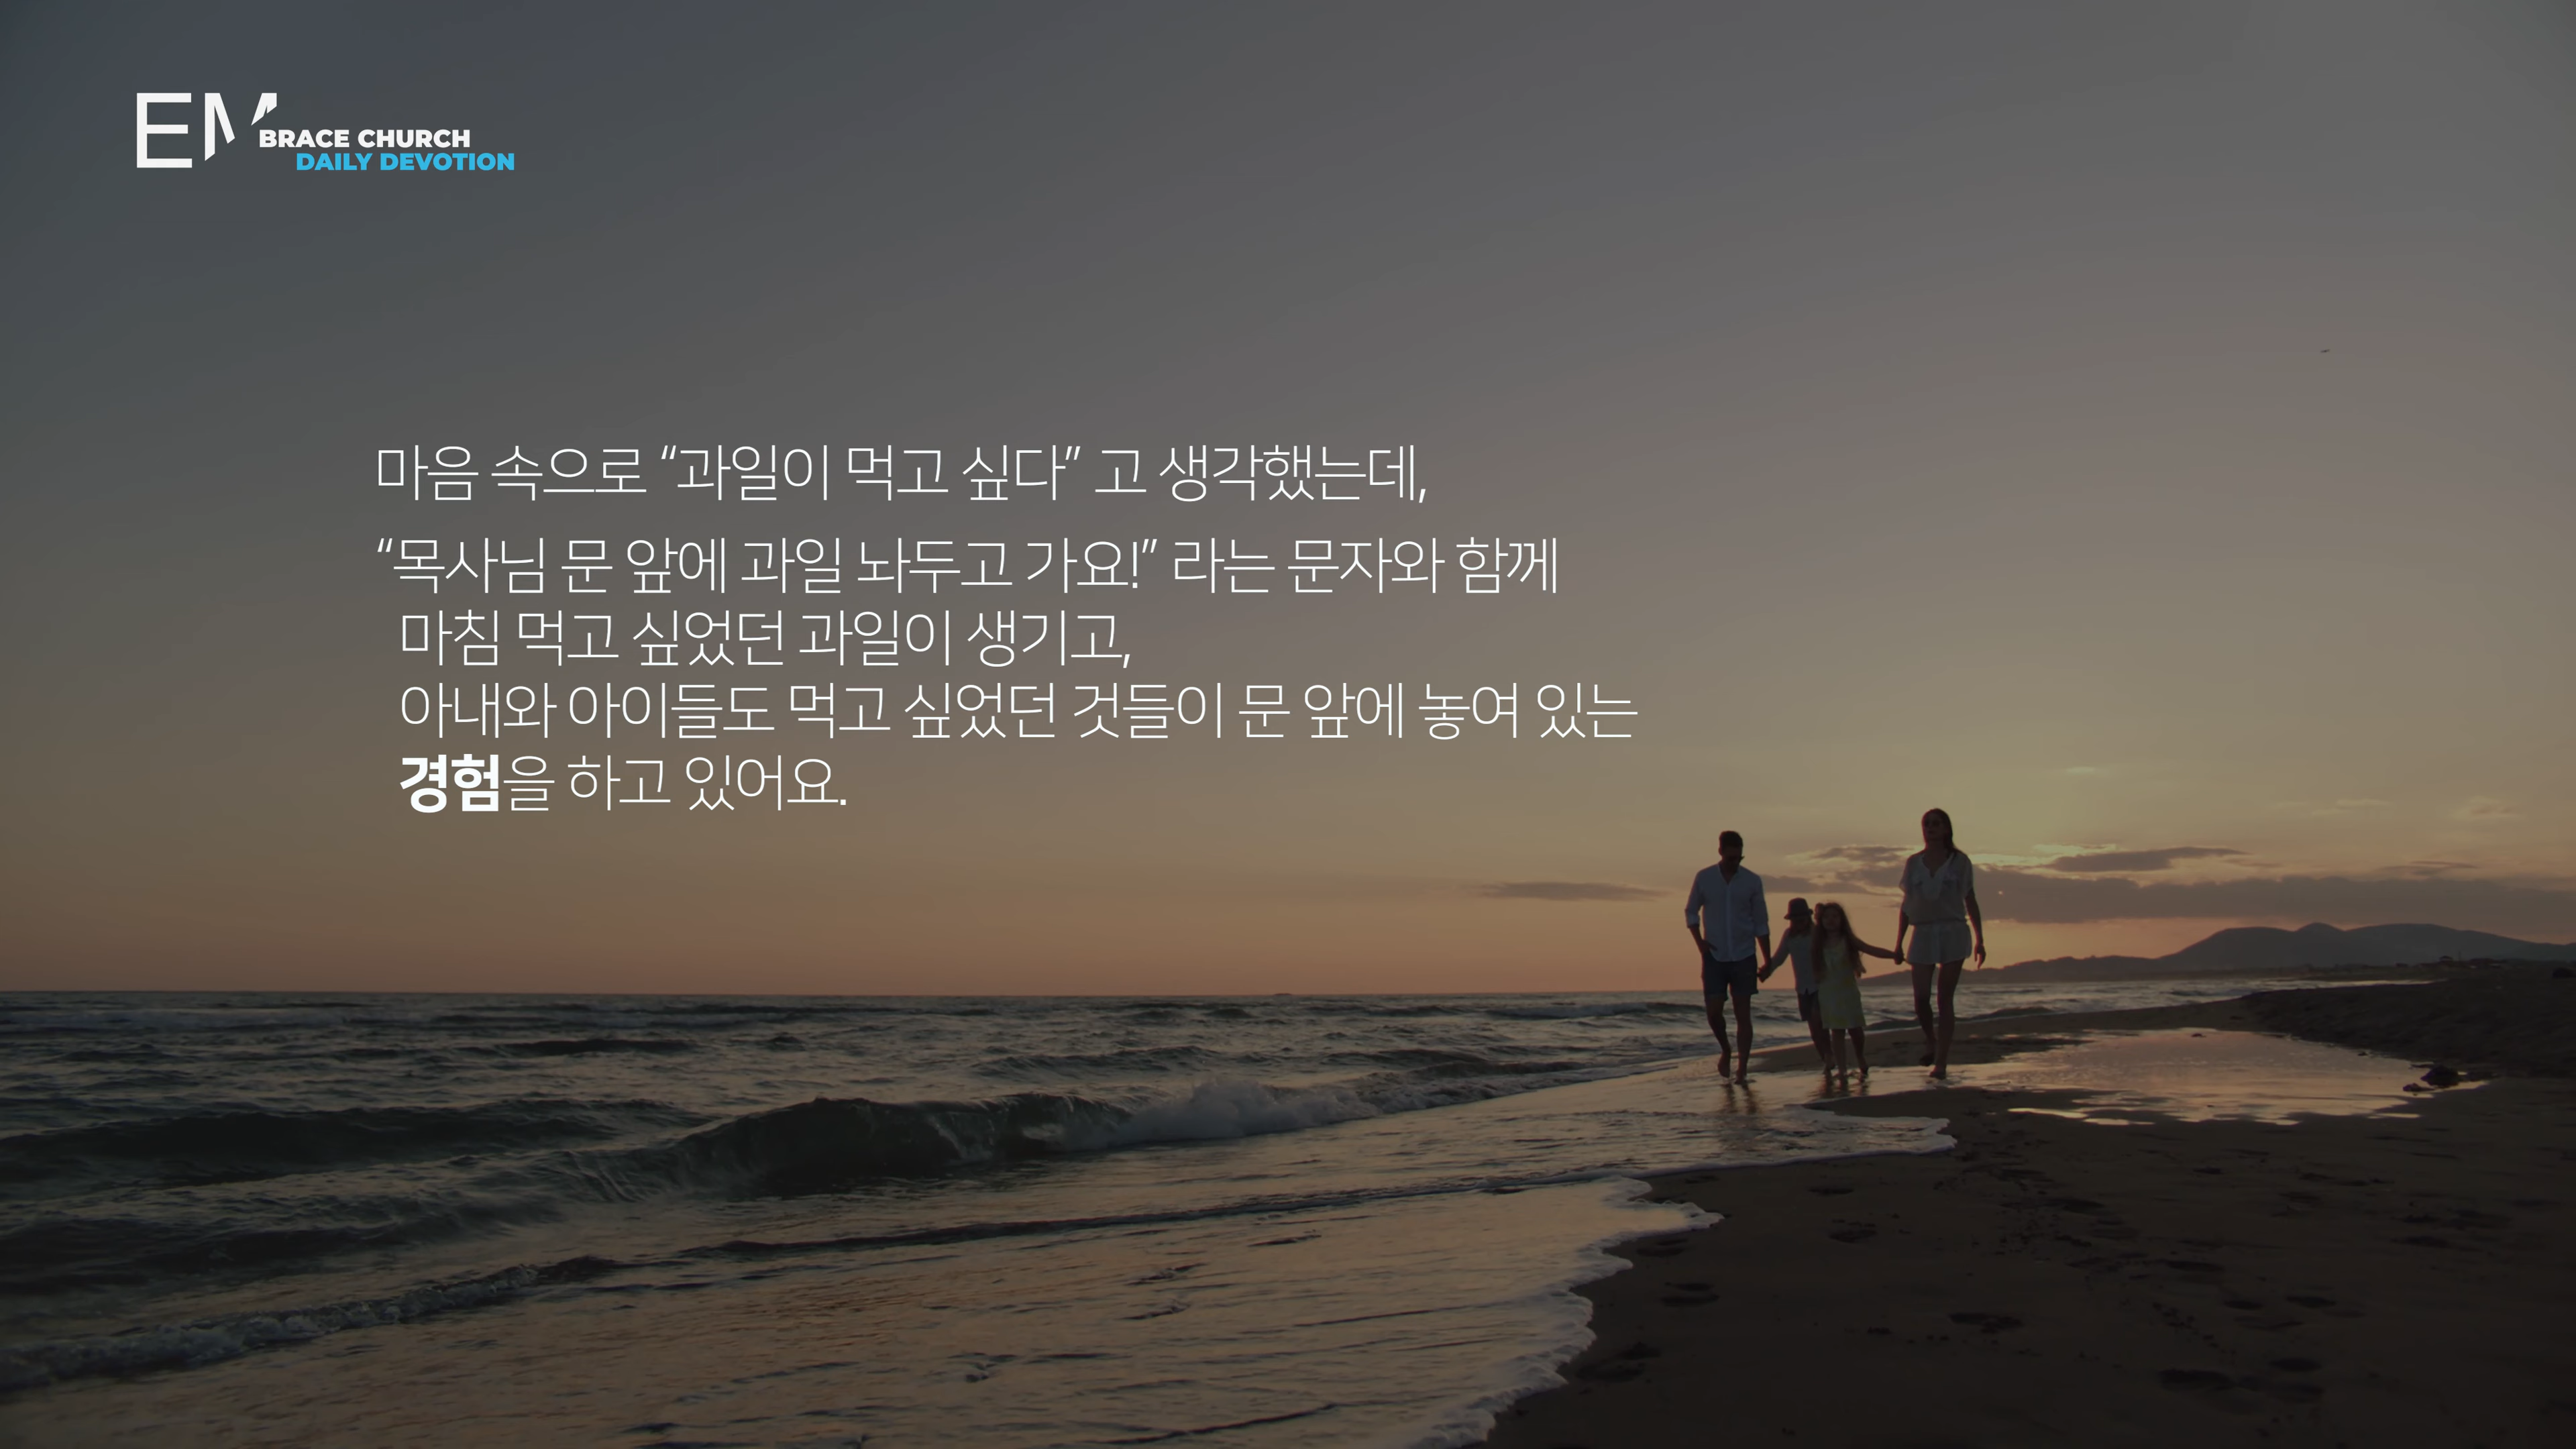 EM
BRACE CHURCH
DAILY DEVOTION
마음 속으로 “과일이 먹고 싶다” 고 생각했는데,
“목사님 문 앞에 과일 놔두고 가요!” 라는 문자와 함께
마침 먹고 싶었던 과일이 생기고,
아내와 아이들도 먹고 싶었던 것들이 문 앞에 놓여 있는
경험을 하고 있어요.